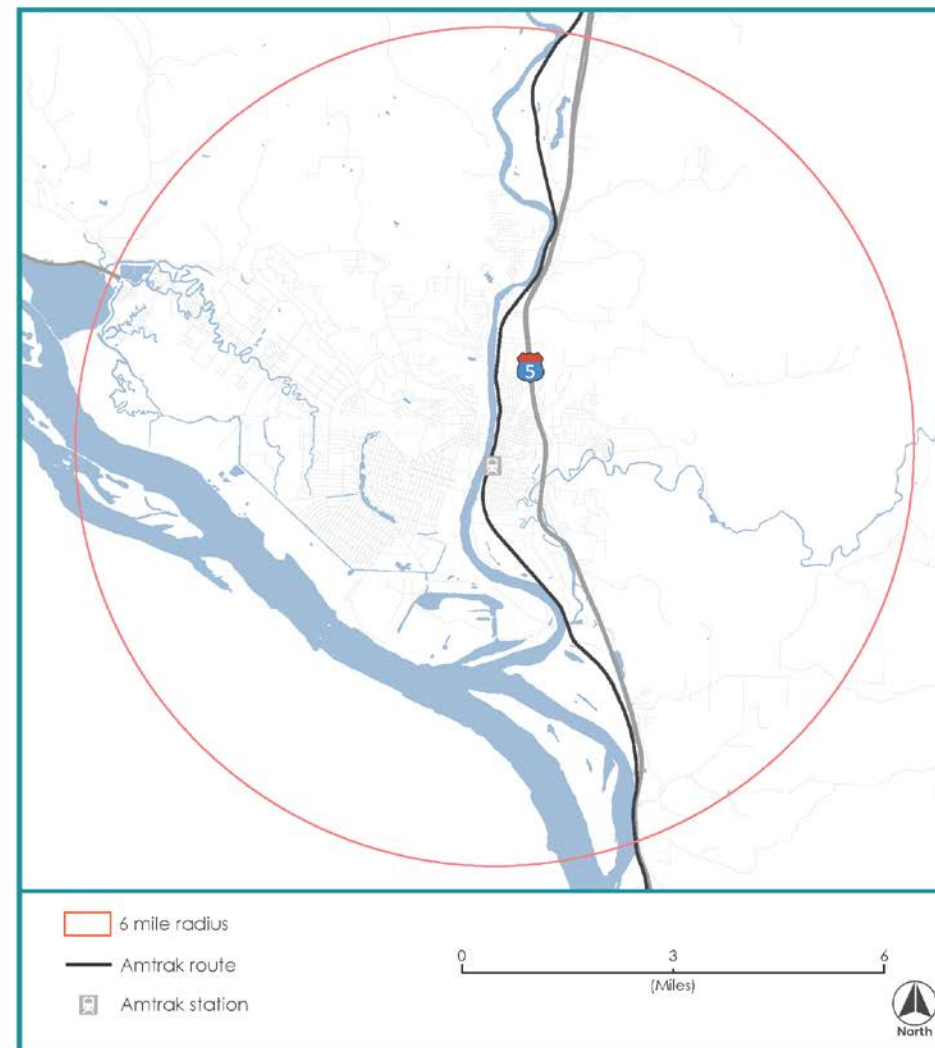 5
6 mile radius
Amtrak route
Amtrak station
0 3 6
(Miles)
North